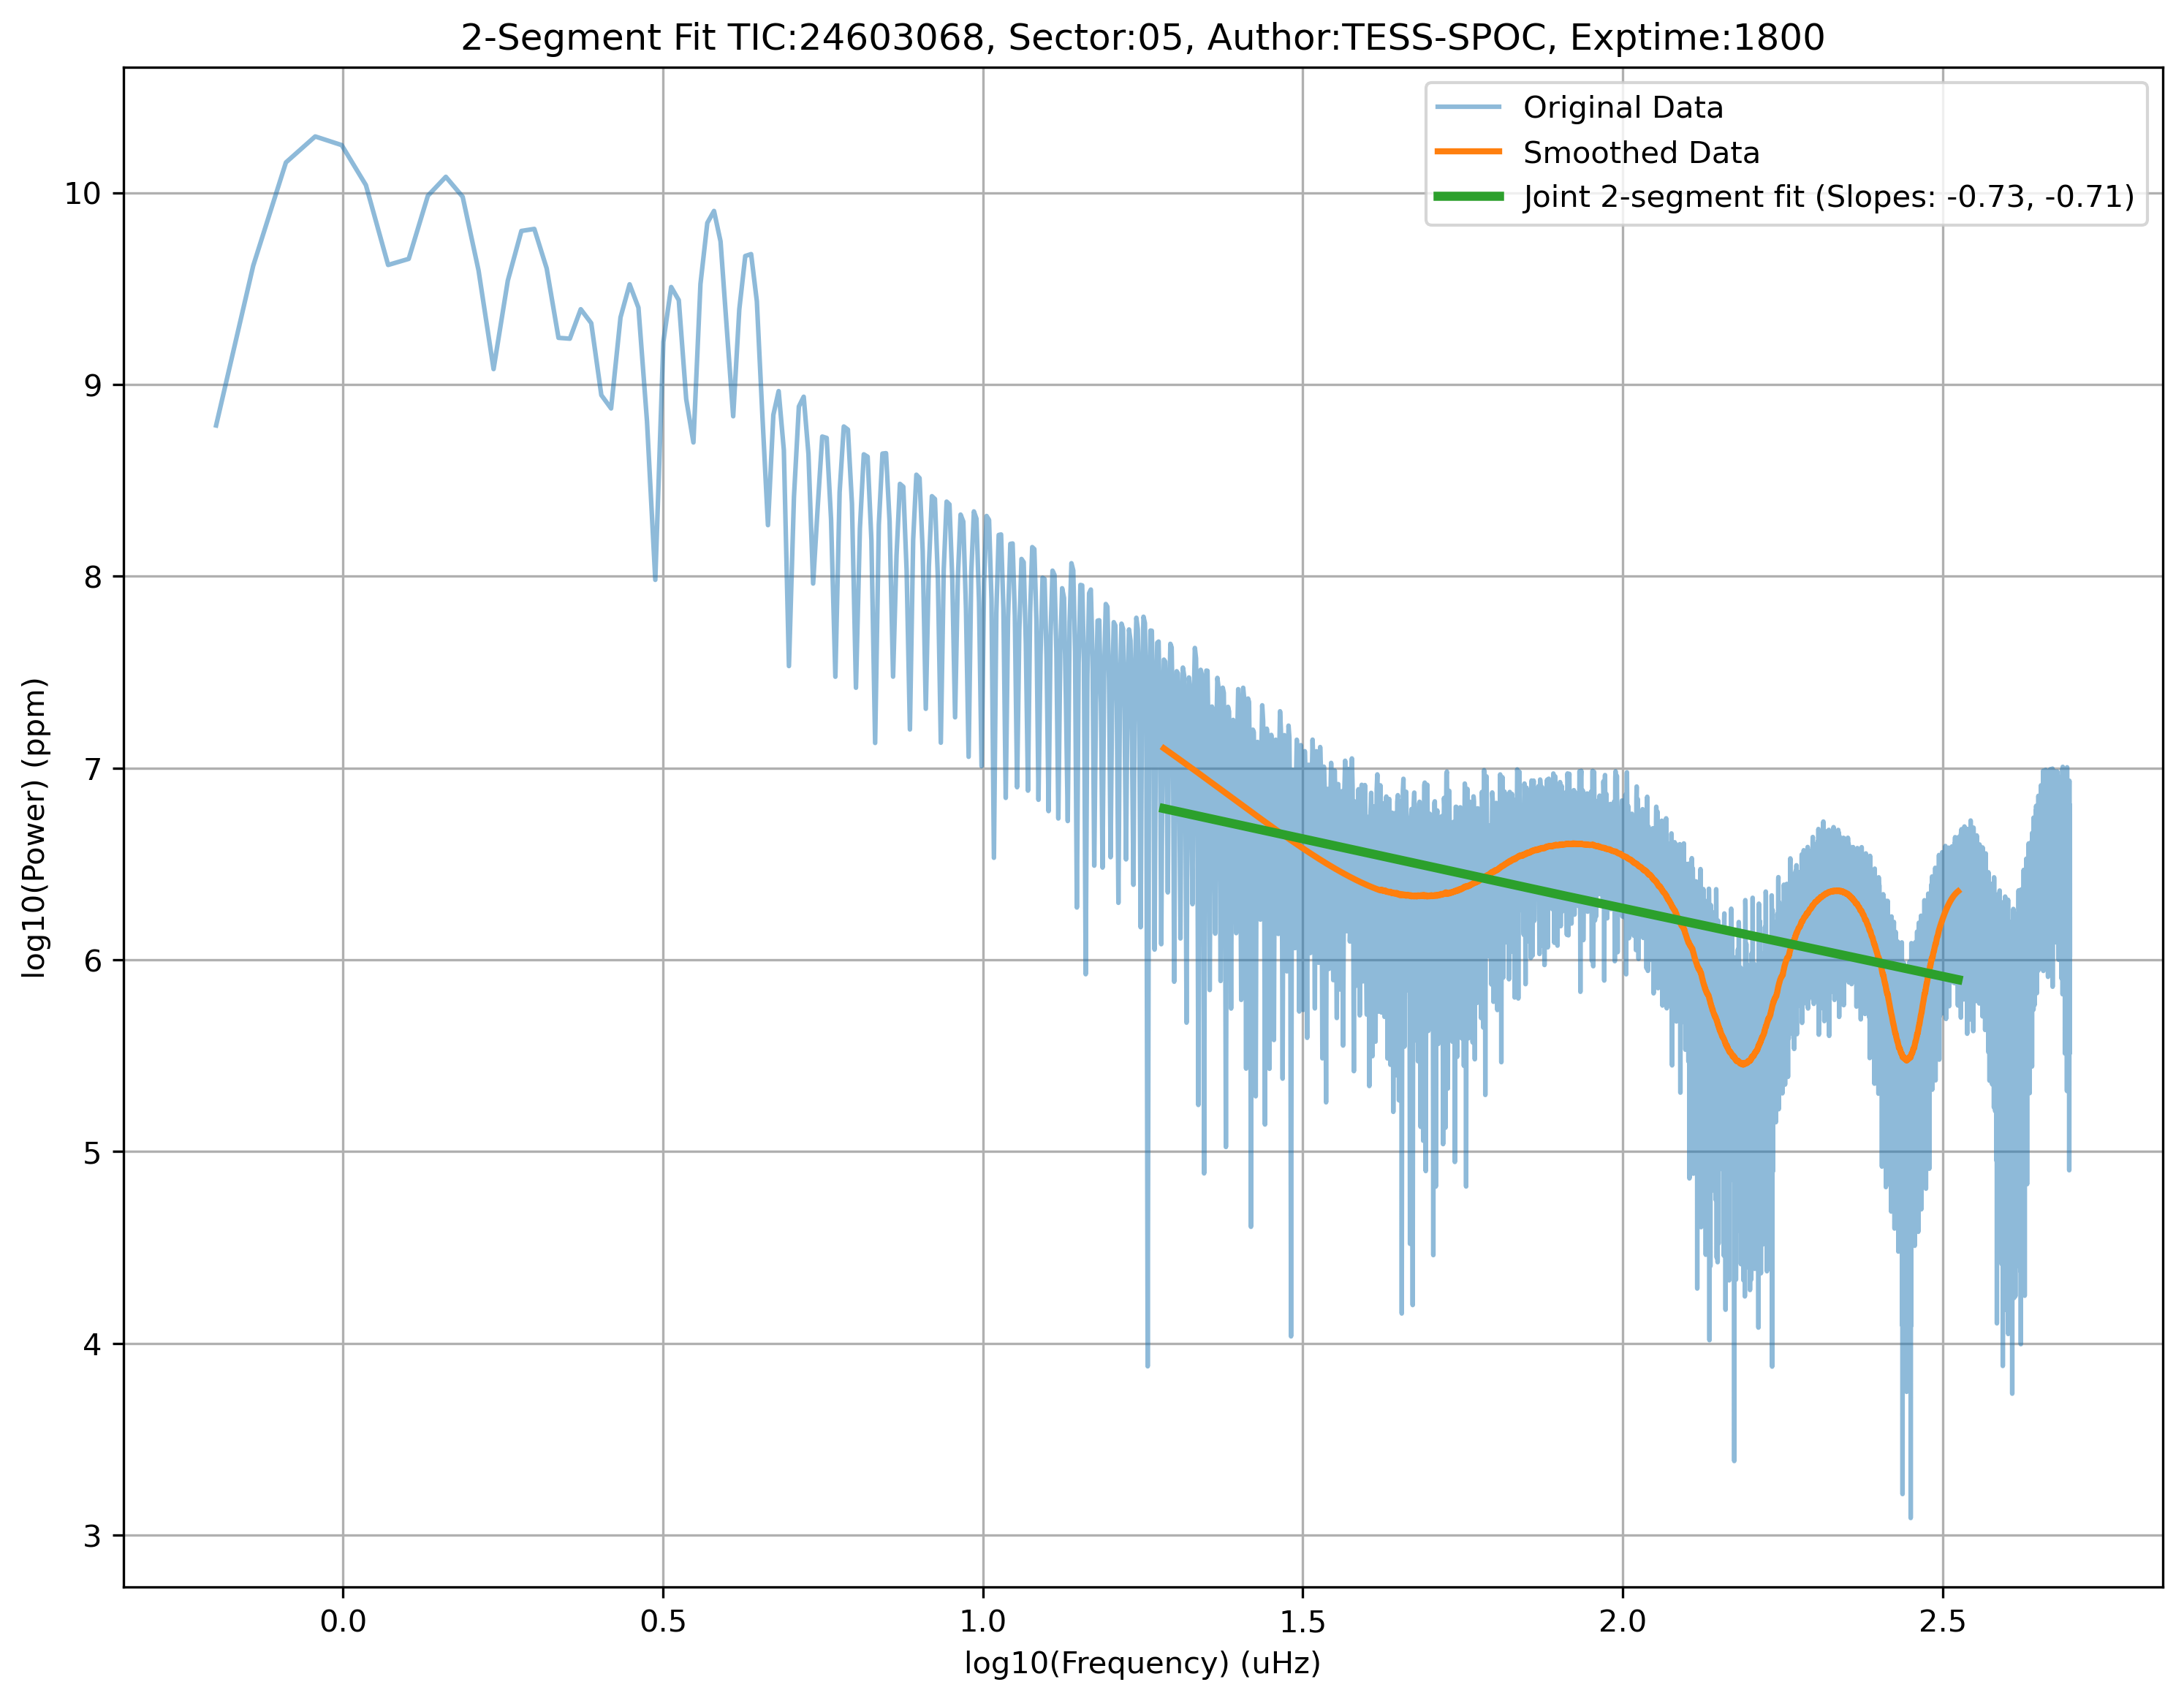 2-Segment Fit TIC:24603068, Sector:05, Author:TESS-SPOC, Exptime:1800
Original Data
Smoothed Data
Joint 2-segment fit (Slopes: -0.73, -0.71)
log10(Power) (ppm)
10
9
8
7
6
5
4
3
0.0 0.5 1.0 1.5 2.0 2.5
log10(Frequency) (uHz)